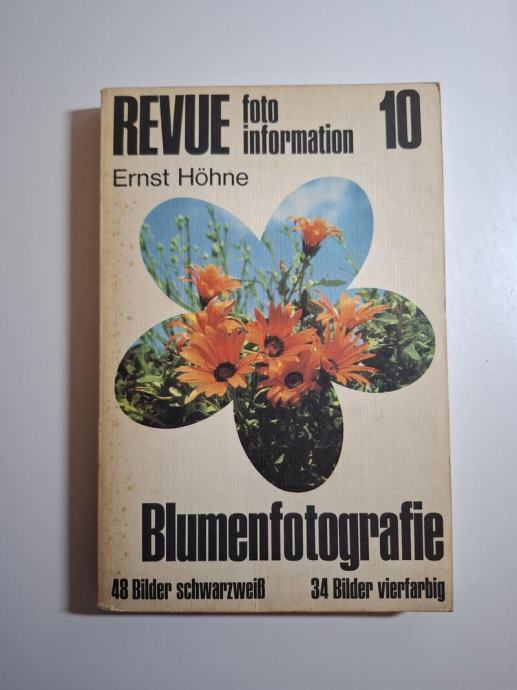 REVUE foto information 10
Ernst Höhne
Blumenfotografie
48 Bilder schwarzweiß 34 Bilder vierfarbig